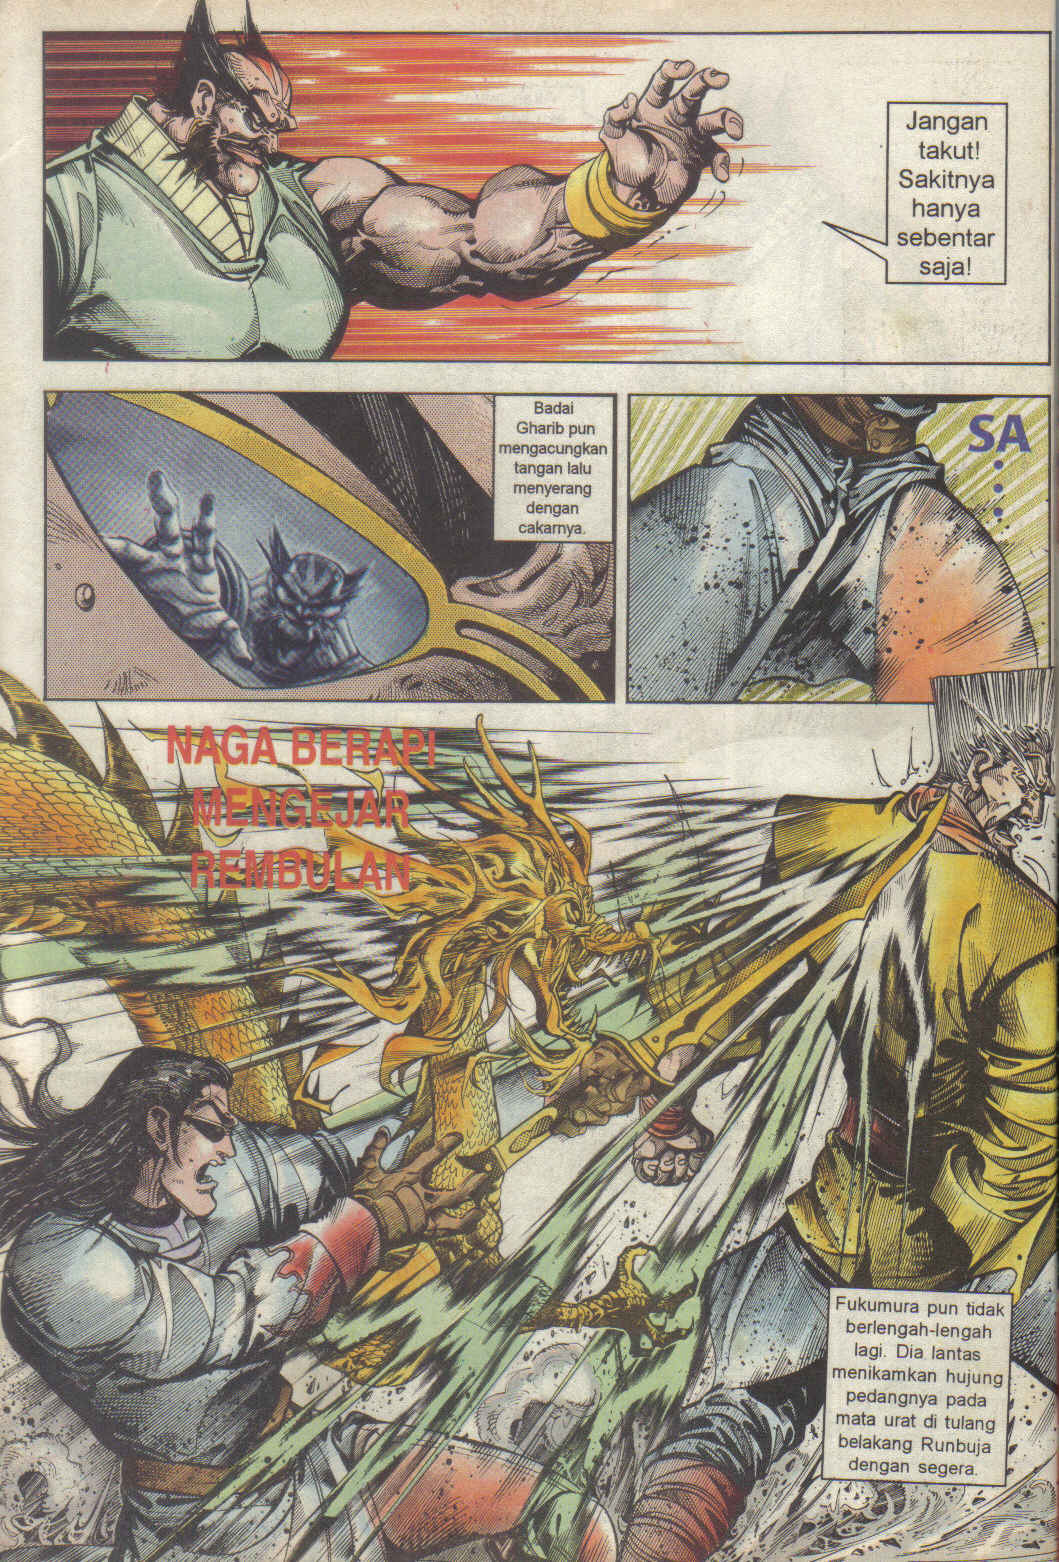 Jangan
takut!
Sakitnya
hanya
sebentar
saja!
Badai
Gharib pun
mengacungkan
tangan lalu
menyerang
dengan
cakarnya.
SA
NAGA BERAPI
MENGEJAR
REMBULAN
Fukumura pun tidak
berlengah-lengah
lagi. Dia lantas
menikamkan hujung
pedangnya pada
mata urat di tulang
belakang Runbuja
dengan segera.